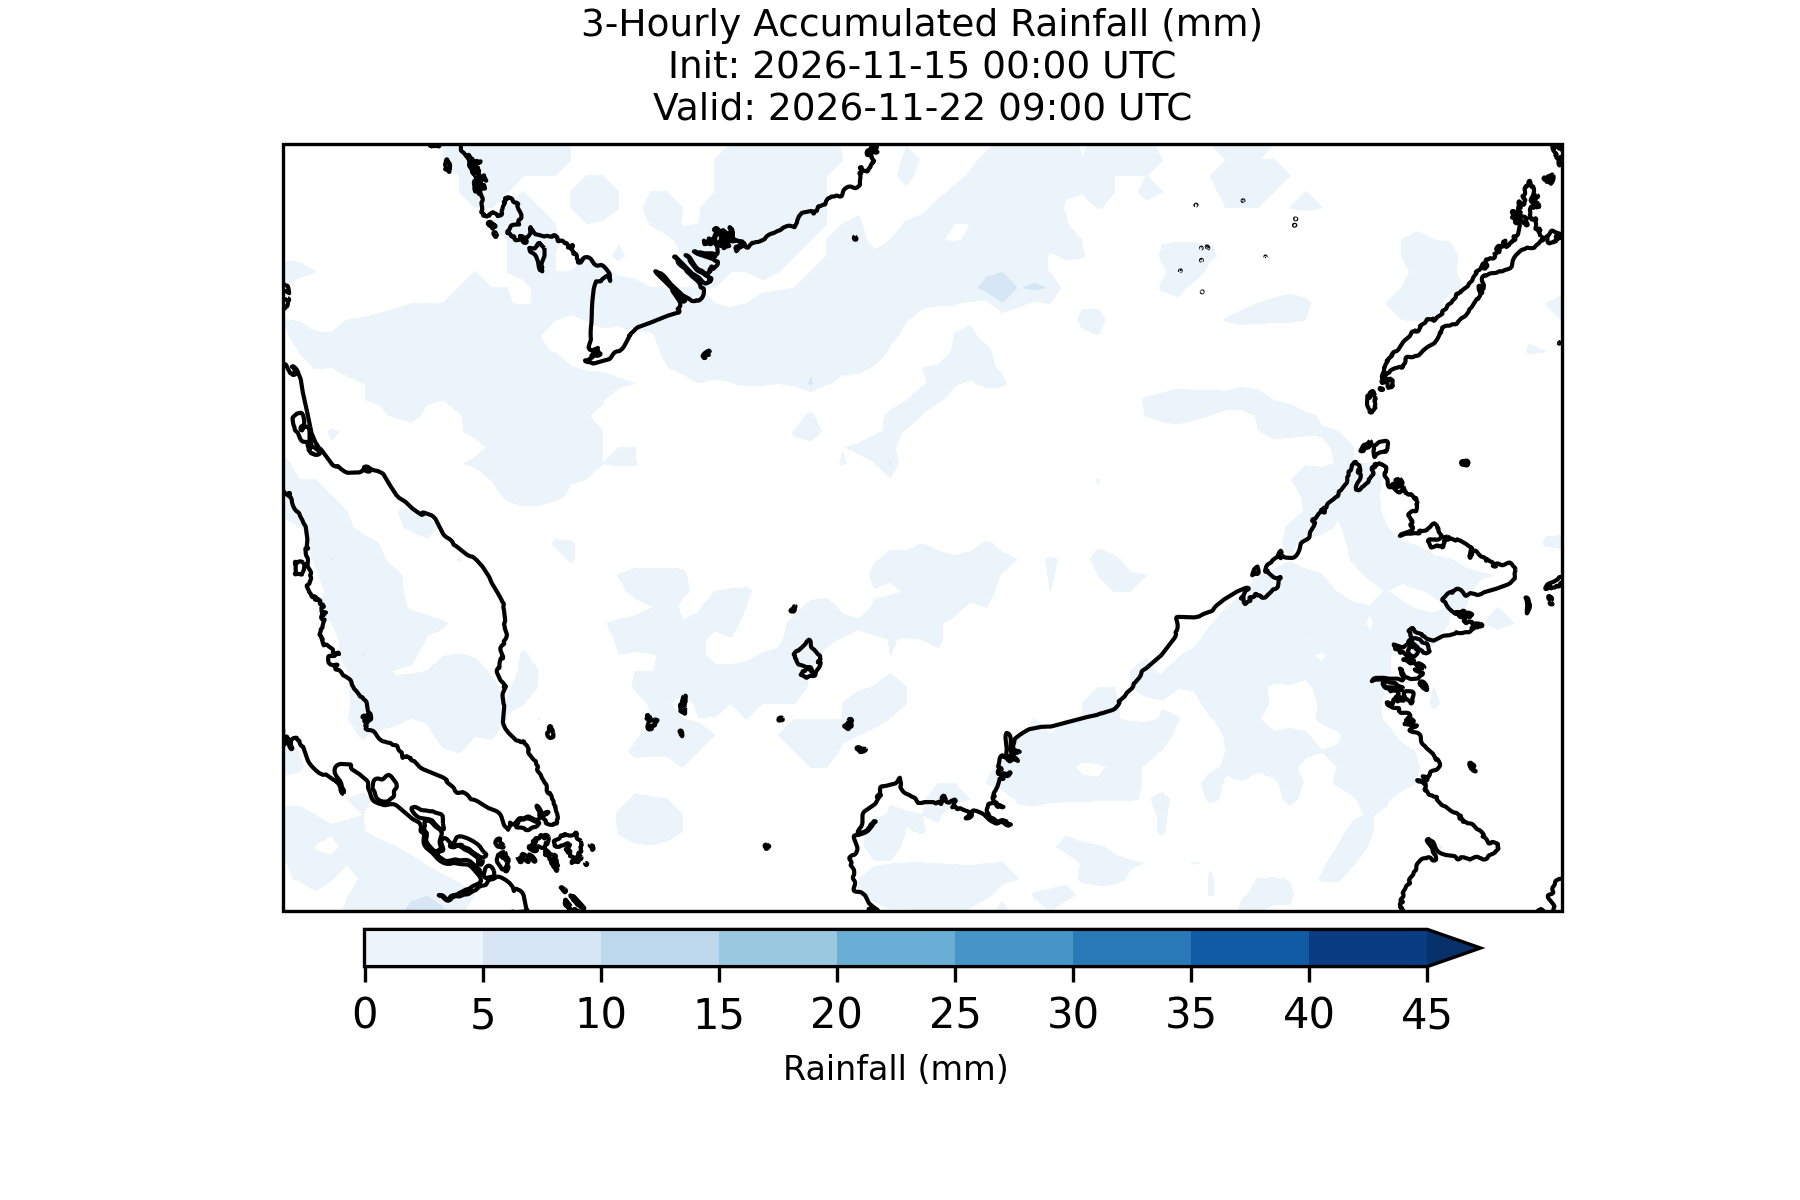 3-Hourly Accumulated Rainfall (mm)
Init: 2026-11-15 00:00 UTC
Valid: 2026-11-22 09:00 UTC
0 5 10 15 20 25 30 35 40 45
Rainfall (mm)